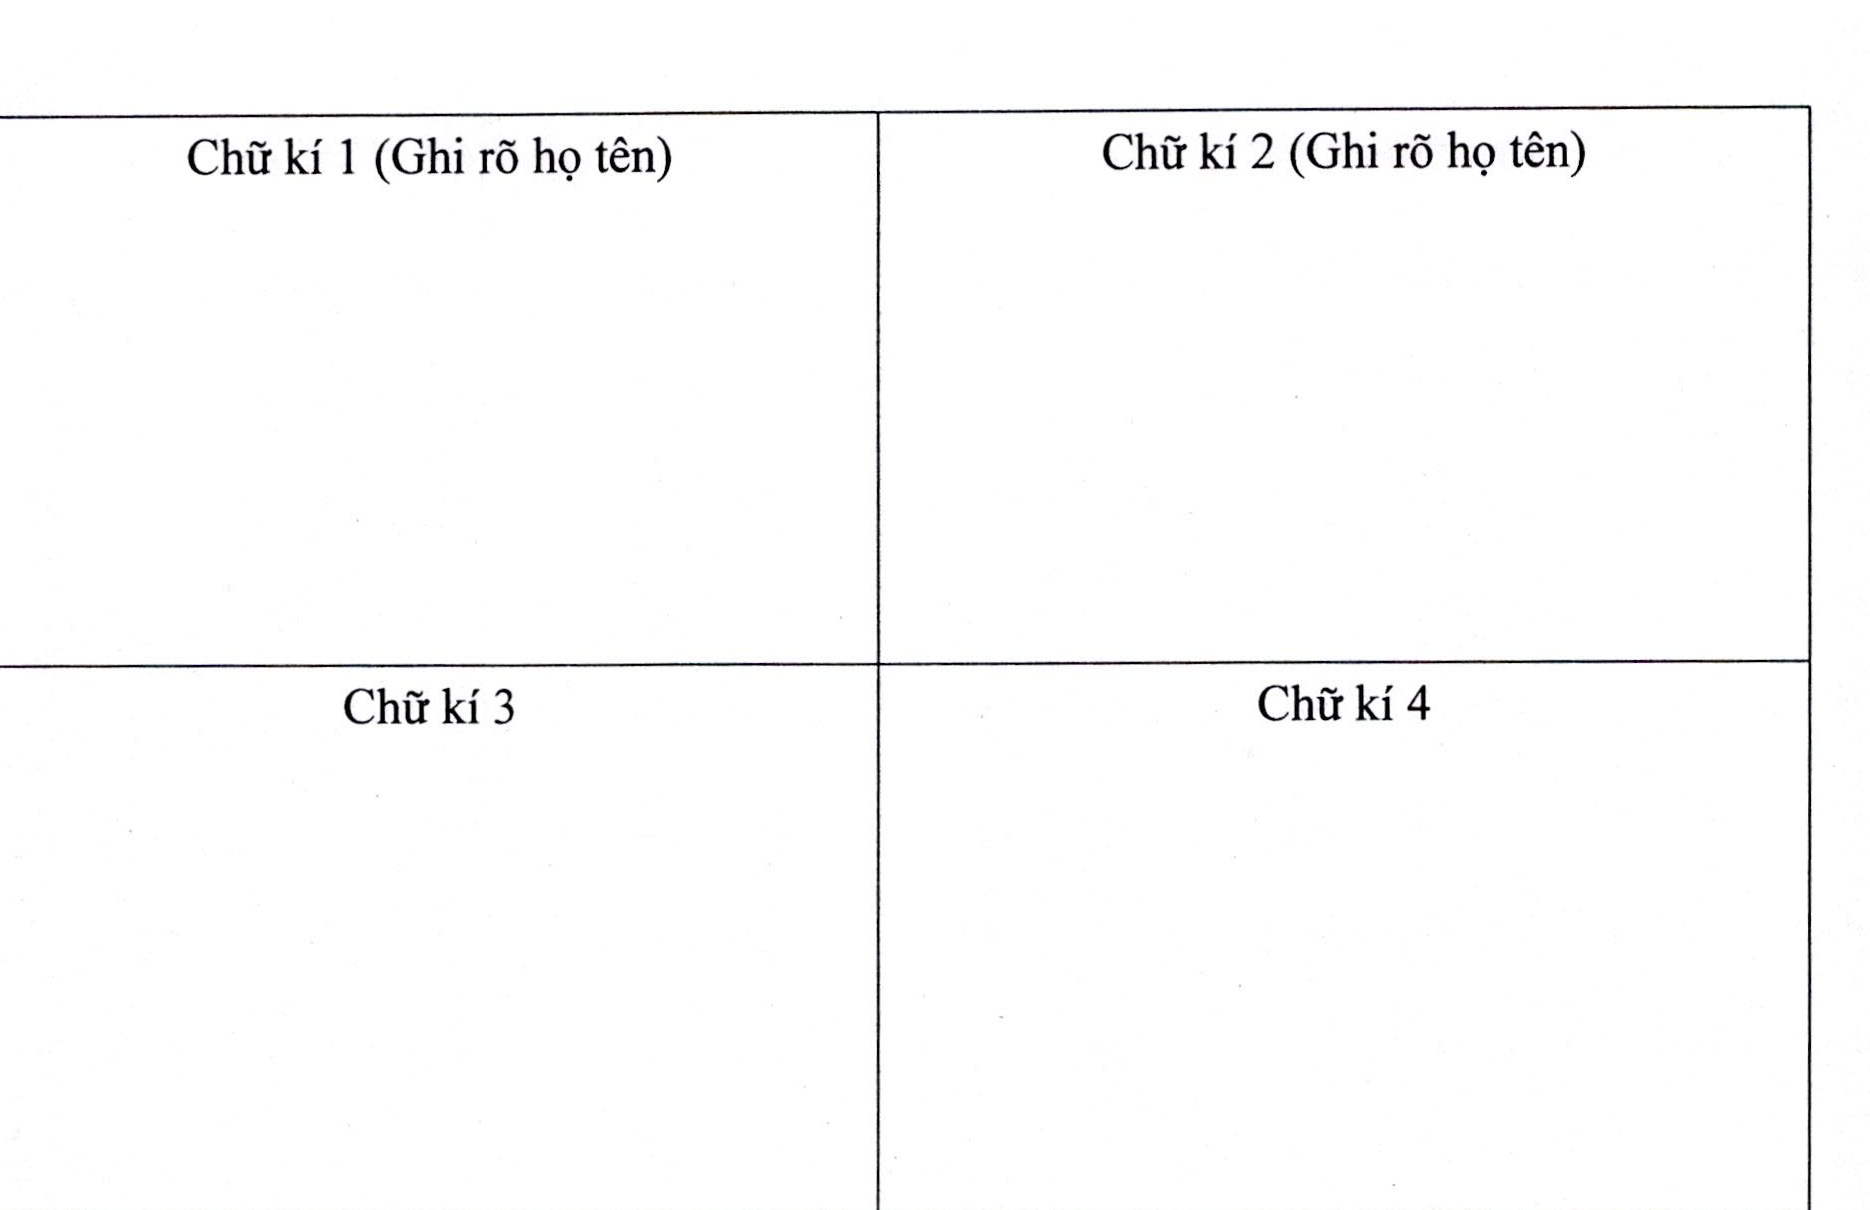 Chữ kí 1 (Ghi rõ họ tên)
Chữ kí 2 (Ghi rõ họ tên)
Chữ kí 3
Chữ kí 4